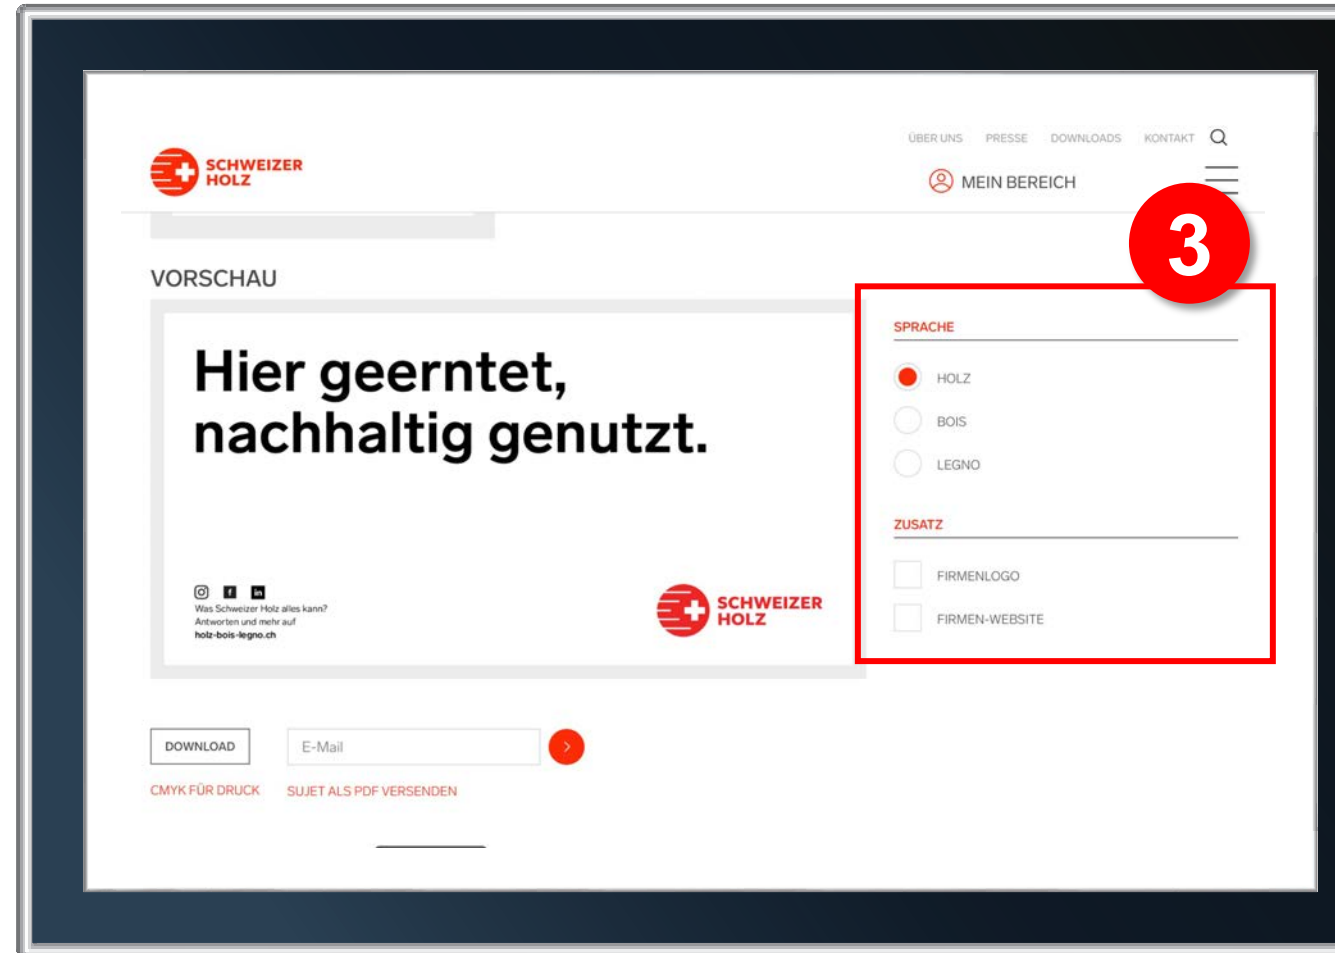 ÜBER UNS PRESSE DOWNLOADS KONTAKT
SCHWEIZER
HOLZ
MEIN BEREICH
3
VORSCHAU
Hier geerntet,
nachhaltig genutzt.
Was Schweizer Holz alles kann?
Antworten und mehr auf
holz-bois-legno.ch
SCHWEIZER
HOLZ
SPRACHE
HOLZ
BOIS
LEGNO
ZUSATZ
FIRMENLOGO
FIRMEN-WEBSITE
DOWNLOAD
E-Mail
CMYK FÜR DRUCK
SUJET ALS PDF VERSENDEN